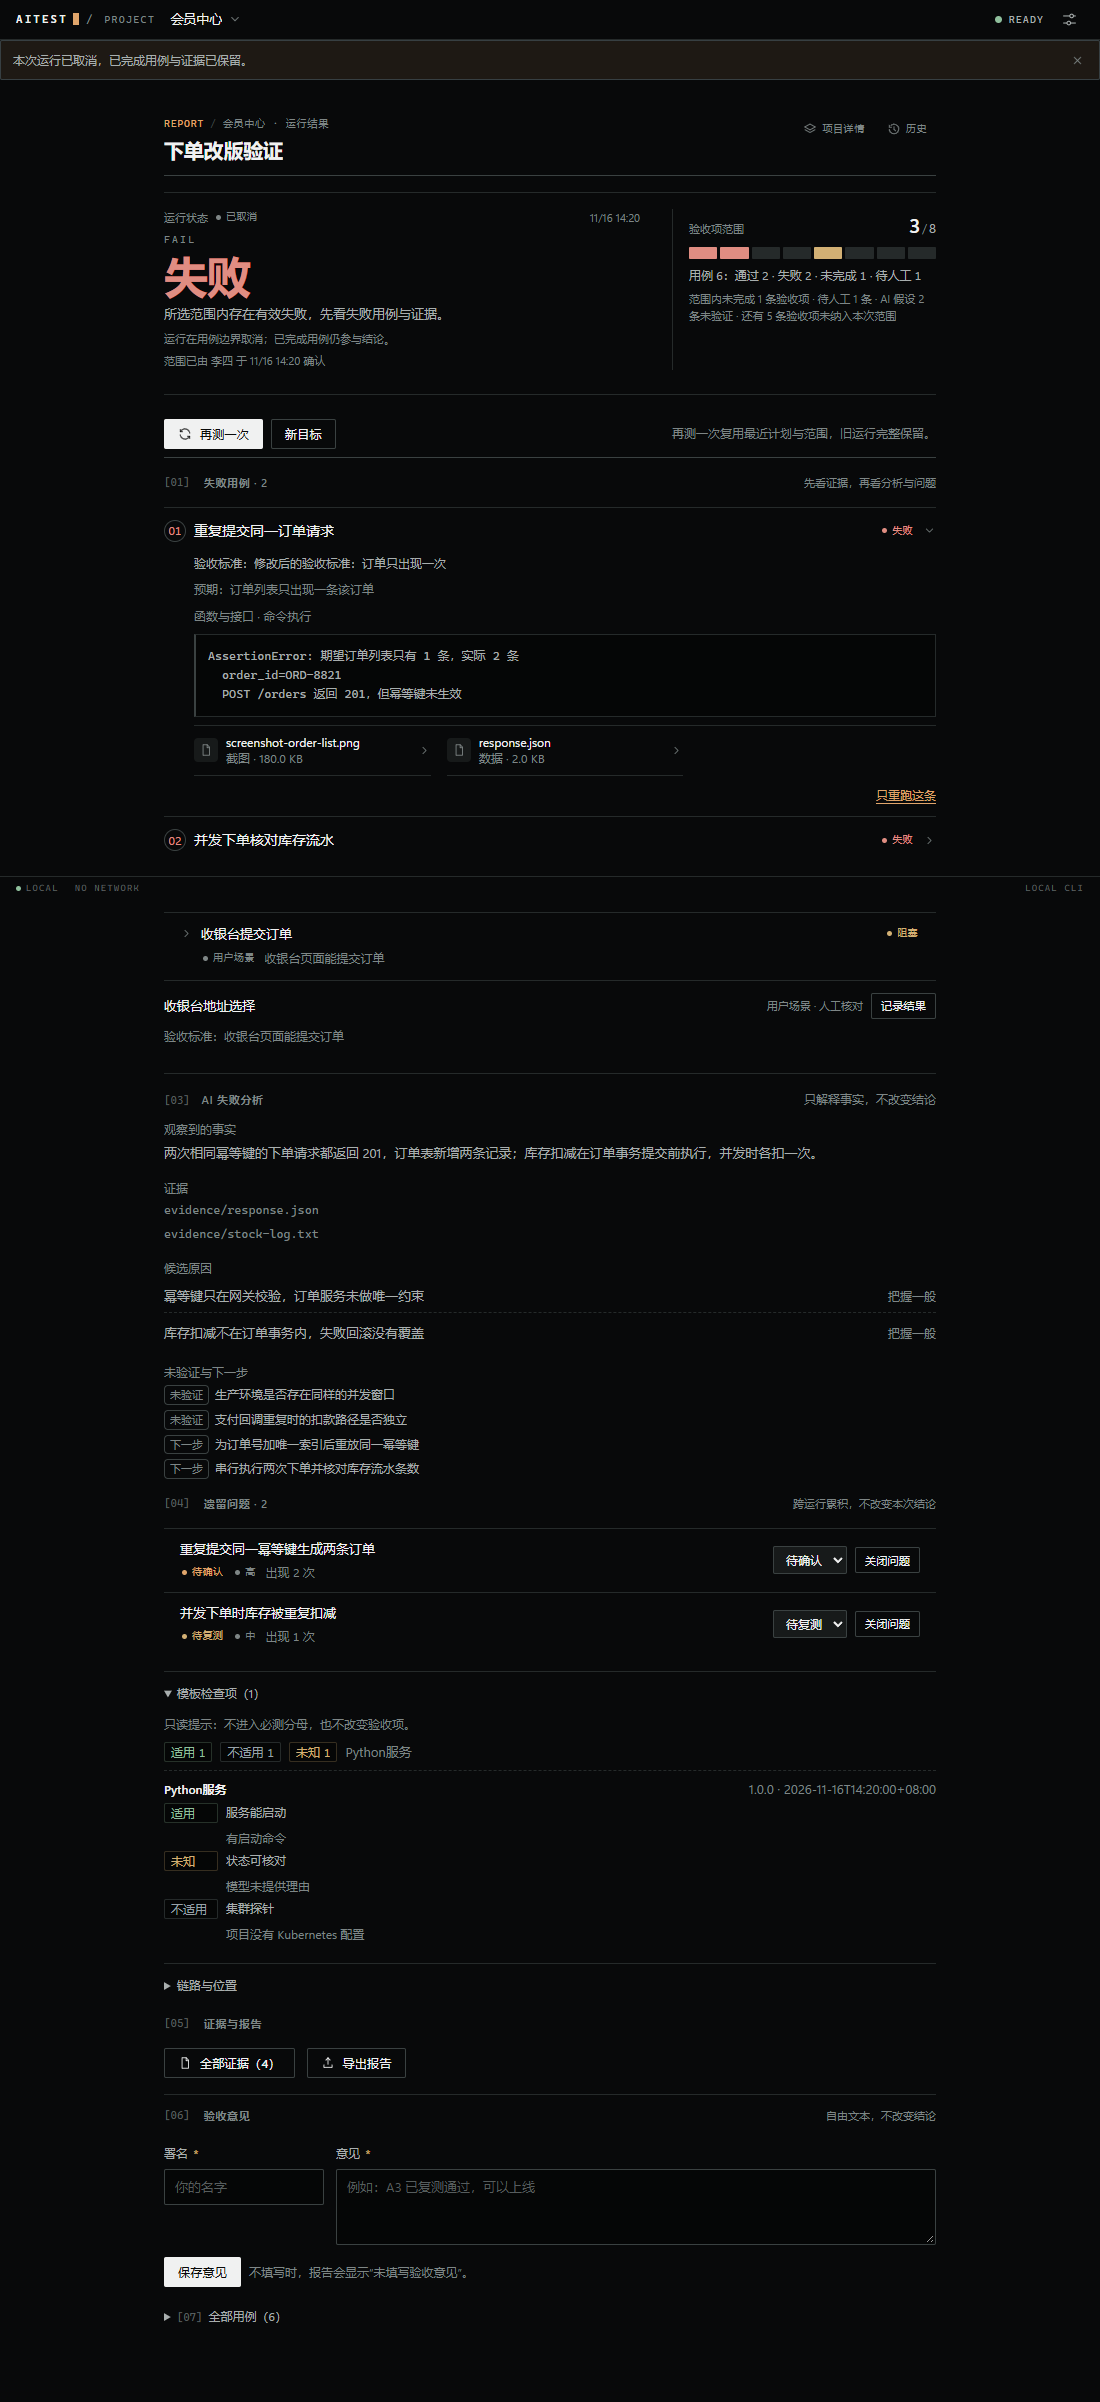 AITEST / PROJECT 会员中心
READY
本次运行已取消，已完成用例与证据已保留。
REPORT / 会员中心 · 运行结果
项目详情 历史
下单改版验证
运行状态 已取消 11/16 14:20
FAIL
失败
所选范围内存在有效失败，先看失败用例与证据。
运行在用例边界取消；已完成用例仍参与结论。
范围已由 李四 于 11/16 14:20 确认
验收项范围 3/8
用例 6：通过 2 · 失败 2 · 未完成 1 · 待人工 1
范围内未完成 1 条验收项 · 待人工 1 条 · AI 假设 2
条未验证 · 还有 5 条验收项未纳入本次范围
再测一次 新目标 再测一次复用最近计划与范围，旧运行完整保留。
[01] 失败用例 · 2 先看证据，再看分析与问题
01 重复提交同一订单请求 失败
验收标准：修改后的验收标准：订单只出现一次
预期：订单列表只出现一条该订单
函数与接口 · 命令执行
AssertionError: 期望订单列表只有 1 条，实际 2 条
order_id=ORD-8821
POST /orders 返回 201，但幂等键未生效
screenshot-order-list.png
截图 · 180.0 KB
response.json
数据 · 2.0 KB
只重跑这条
02 并发下单核对库存流水 失败
LOCAL NO NETWORK LOCAL CLI
收银台提交订单 阻塞
用户场景 收银台页面能提交订单
收银台地址选择 用户场景 · 人工核对 记录结果
验收标准：收银台页面能提交订单
[03] AI 失败分析 只解释事实，不改变结论
观察到的事实
两次相同幂等键的下单请求都返回 201，订单表新增两条记录；库存扣减在订单事务提交前执行，并发时各扣一次。
证据
evidence/response.json
evidence/stock-log.txt
候选原因
幂等键只在网关校验，订单服务未做唯一约束 把握一般
库存扣减不在订单事务内，失败回滚没有覆盖 把握一般
未验证与下一步
未验证 生产环境是否存在同样的并发窗口
未验证 支付回调重复时的扣款路径是否独立
下一步 为订单号加唯一索引后重放同一幂等键
下一步 串行执行两次下单并核对库存流水条数
[04] 遗留问题 · 2 跨运行累积，不改变本次结论
重复提交同一幂等键生成两条订单 待确认 关闭问题
待确认 高 出现 2 次
并发下单时库存被重复扣减 待复测 关闭问题
待复测 中 出现 1 次
模板检查项（1）
只读提示：不进入必测分母，也不改变验收项。
适用 1 不适用 1 未知 1 Python服务
Python服务 1.0.0 · 2026-11-16T14:20:00+08:00
适用 服务能启动
有启动命令
未知 状态可核对
模型未提供理由
不适用 集群探针
项目没有 Kubernetes 配置
链路与位置
[05] 证据与报告
全部证据（4） 导出报告
[06] 验收意见 自由文本，不改变结论
署名 * 意见 *
你的名字 例如：A3 已复测通过，可以上线
保存意见 不填写时，报告会显示“未填写验收意见”。
[07] 全部用例（6）